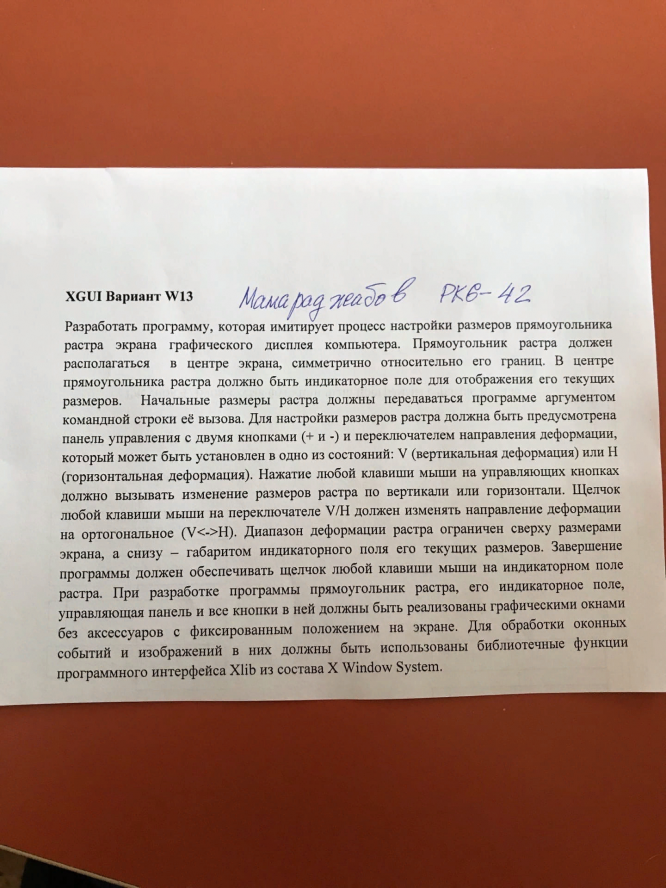 XGUI Вариант W13 Мамараджабов РК6-42
Разработать программу, которая имитирует процесс настройки размеров прямоугольника
растра экрана графического дисплея компьютера. Прямоугольник растра должен
располагаться в центре экрана, симметрично относительно его границ. В центре
прямоугольника растра должно быть индикаторное поле для отображения его текущих
размеров. Начальные размеры растра должны передаваться программе аргументом
командной строки её вызова. Для настройки размеров растра должна быть предусмотрена
панель управления с двумя кнопками (+ и -) и переключателем направления деформации,
который может быть установлен в одно из состояний: V (вертикальная деформация) или H
(горизонтальная деформация). Нажатие любой клавиши мыши на управляющих кнопках
должно вызывать изменение размеров растра по вертикали или горизонтали. Щелчок
любой клавиши мыши на переключателе V/H должен изменять направление деформации
на ортогональное (V<->H). Диапазон деформации растра ограничен сверху размерами
экрана, а снизу – габаритом индикаторного поля его текущих размеров. Завершение
программы должен обеспечивать щелчок любой клавиши мыши на индикаторном поле
растра. При разработке программы прямоугольник растра, его индикаторное поле,
управляющая панель и все кнопки в ней должны быть реализованы графическими окнами
без аксессуаров с фиксированным положением на экране. Для обработки оконных
событий и изображений в них должны быть использованы библиотечные функции
программного интерфейса Xlib из состава X Window System.